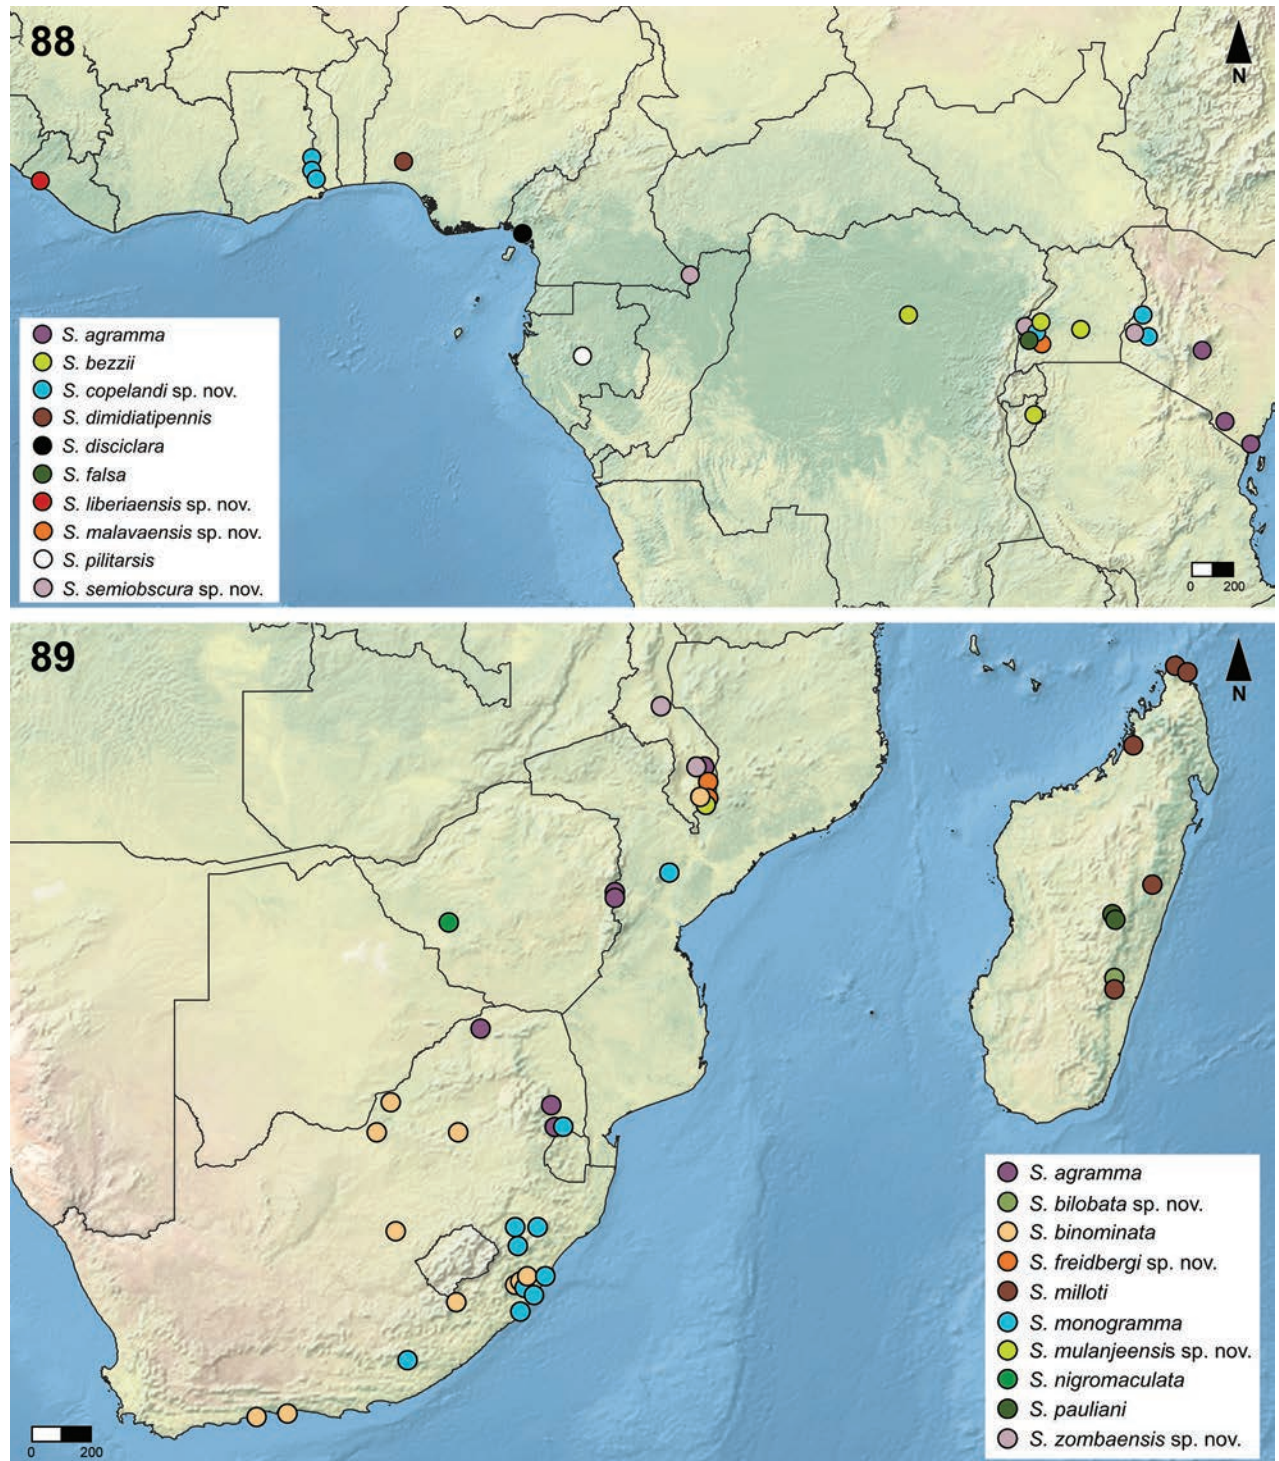 88
N
S. agramma
S. bezzii
S. copelandi sp. nov.
S. dimidiatipennis
S. disciclara
S. falsa
S. liberiaensis sp. nov.
S. malavaensis sp. nov.
S. pilitarsis
S. semiobscura sp. nov.
0 200
89
N
S. agramma
S. bilobata sp. nov.
S. binominata
S. freidbergi sp. nov.
S. milloti
S. monogramma
S. mulanjeensis sp. nov.
S. nigromaculata
S. pauliani
S. zombaensis sp. nov.
0 200